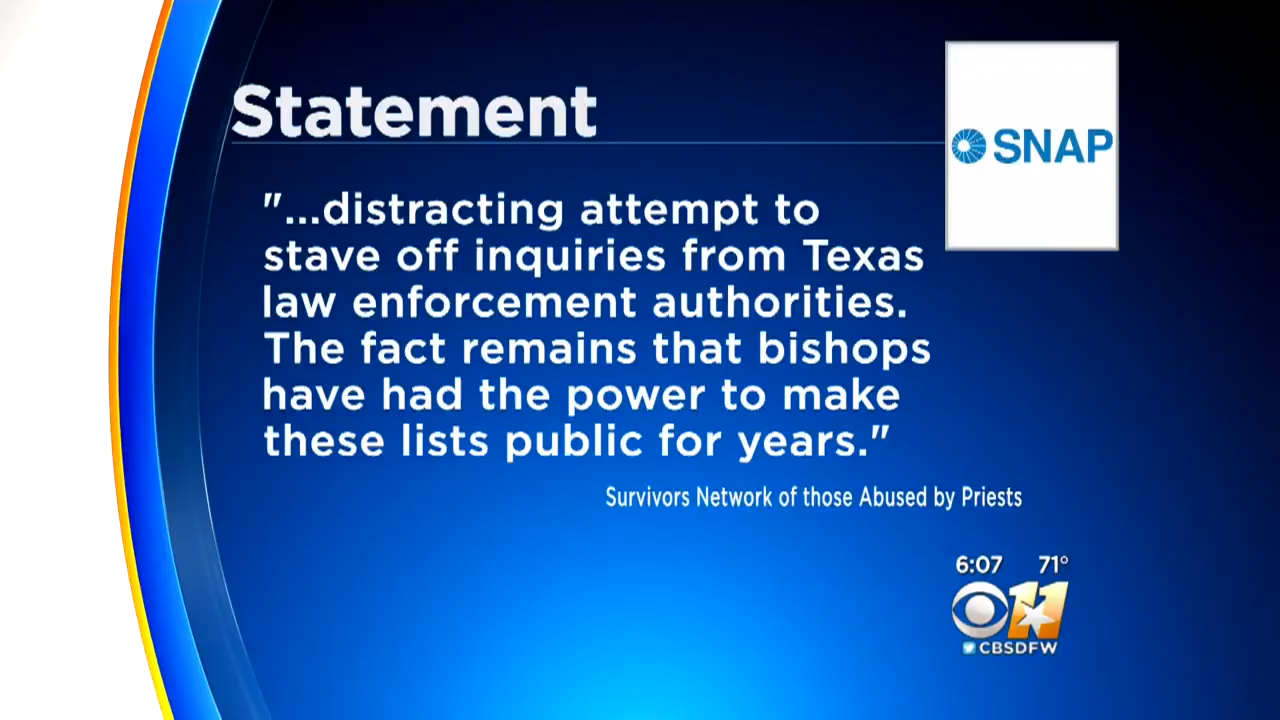 Statement
SNAP
"...distracting attempt to
stave off inquiries from Texas
law enforcement authorities.
The fact remains that bishops
have had the power to make
these lists public for years."
Survivors Network of those Abused by Priests
6:07 71°
11
CBSDFW